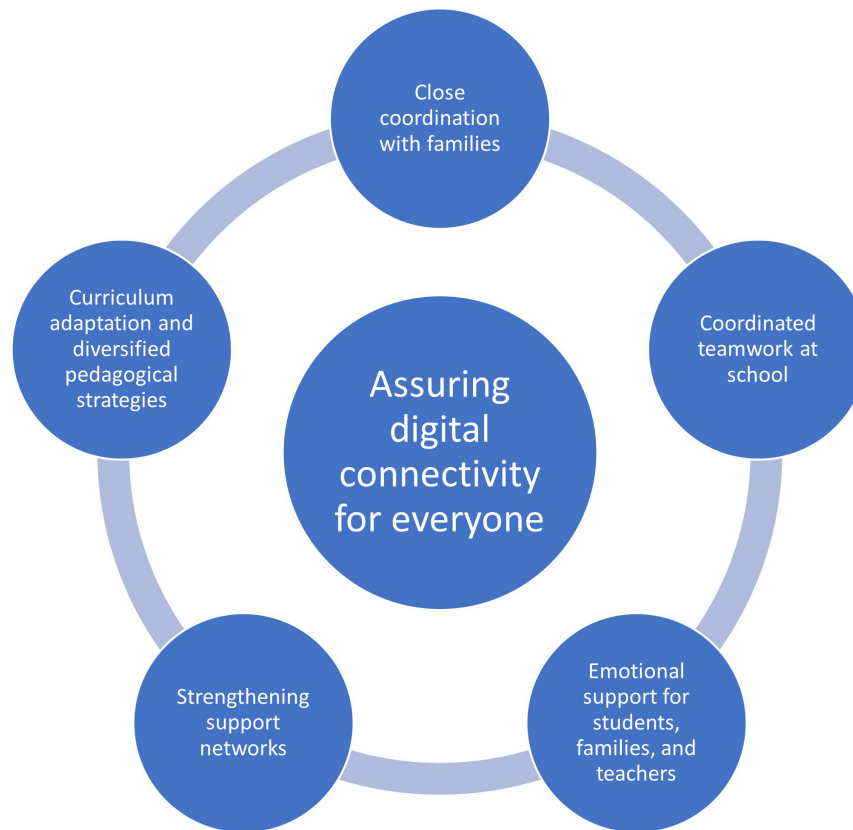 Close
coordination
with families
Coordinated
teamwork at
school
Emotional
support for
students,
families, and
teachers
Strengthening
support
networks
Curriculum
adaptation and
diversified
pedagogical
strategies
Assuring
digital
connectivity
for everyone